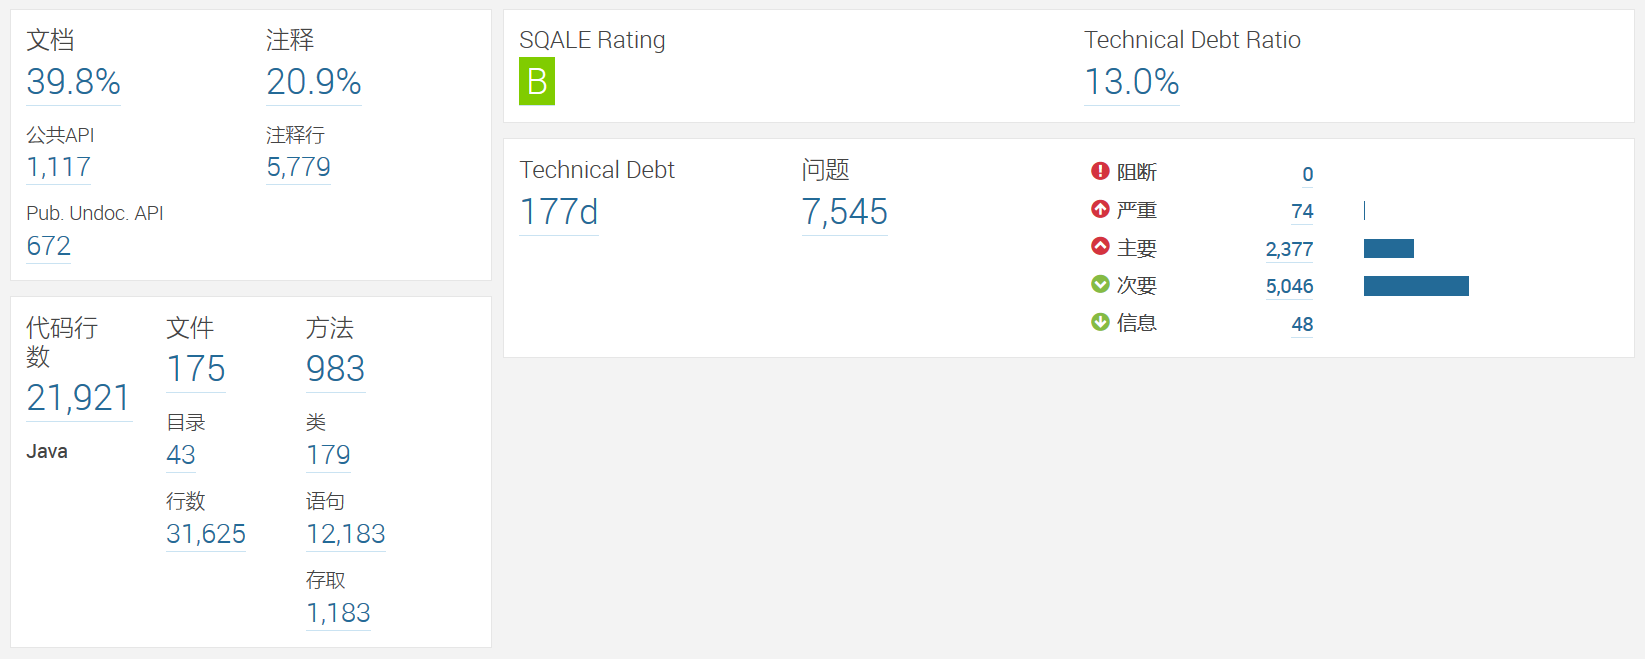 文档
39.8%
公共API
1,117
Pub. Undoc. API
672
注释
20.9%
注释行
5,779
代码行
数
21,921
Java
文件
175
目录
43
行数
31,625
方法
983
类
179
语句
12,183
存取
1,183
SQALE Rating
B
Technical Debt Ratio
13.0%
Technical Debt
177d
问题
7,545
阻断 0
严重 74
主要 2,377
次要 5,046
信息 48